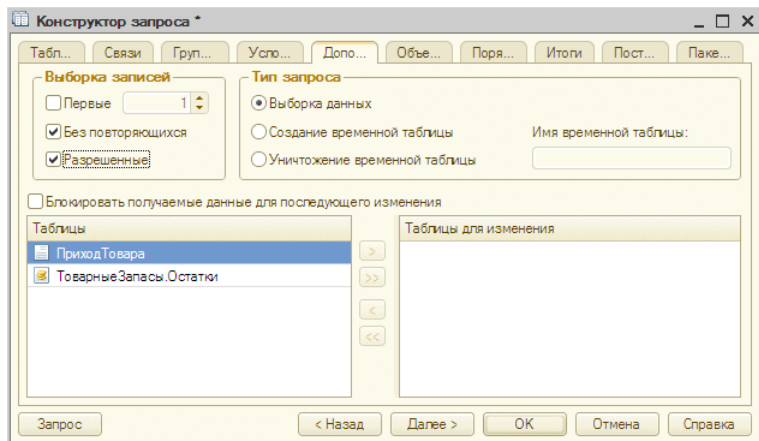 Конструктор запроса *
Табл... Связи Груп... Усло... Допо... Объе... Поря... Итоги Пост... Паке...
Выборка записей
Первые 1
Без повторяющихся
Разрешенные
Тип запроса
Выборка данных
Создание временной таблицы
Уничтожение временной таблицы
Имя временной таблицы:
Блокировать получаемые данные для последующего изменения
Таблицы
ПриходТовара
ТоварныеЗапасы.Остатки
>
>>
<
<<
Таблицы для изменения
Запрос < Назад Далее > OK Отмена Справка